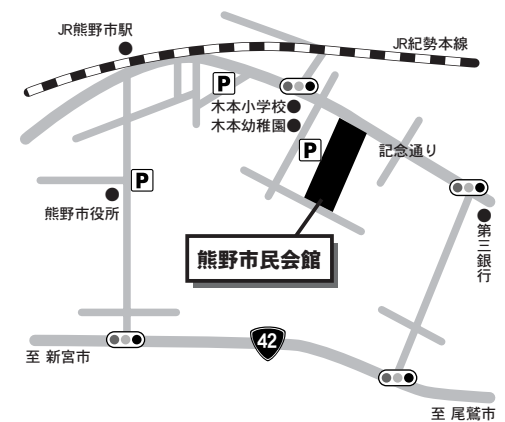 JR熊野市駅
JR紀勢本線
P
木本小学校
木本幼稚園
P
記念通り
P
熊野市役所
第三銀行
熊野市民会館
42
至 新宮市
至 尾鷲市